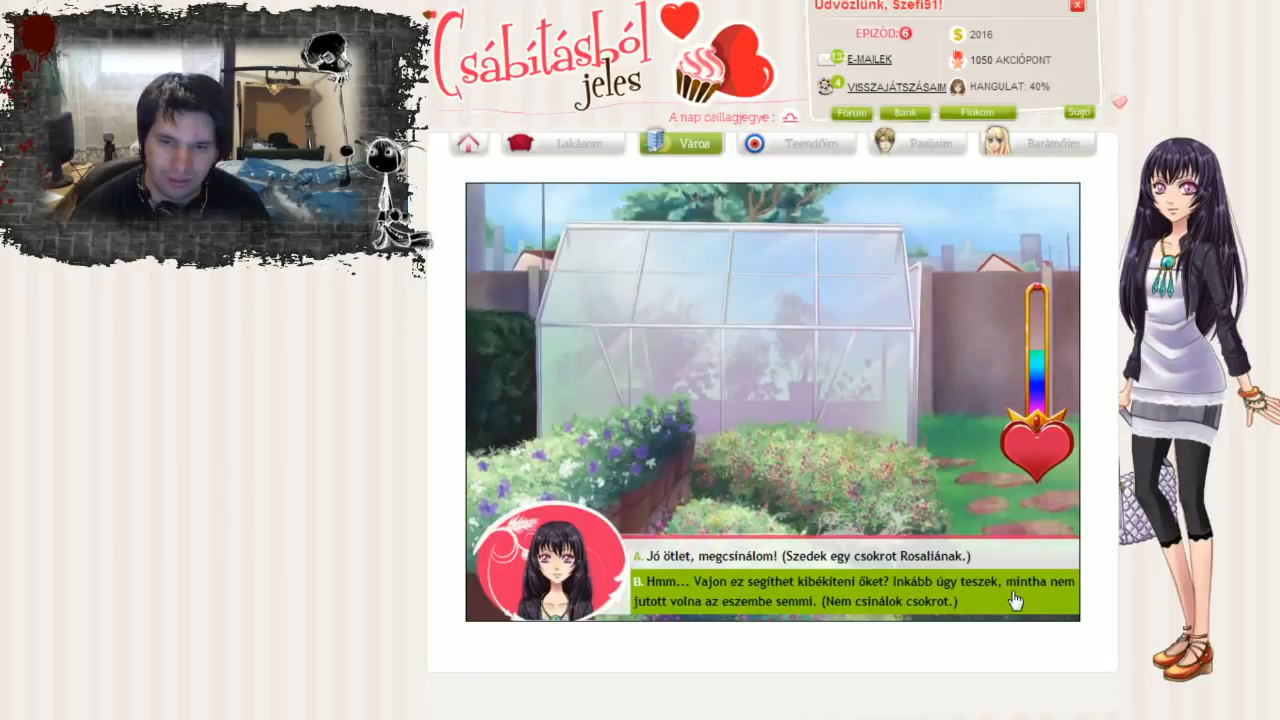 Csábításból
jeles
A nap csillagjegye :
Üdvözlünk, Szefi91!
EPIZÓD: 6
2016
E-MAILEK
1050 AKCIÓPONT
4
VISSZAJÁTSZÁSAIM
HANGULAT: 40%
Fórum
Bank
Fiókom
Súgó
Lakásom
Város
Teendőim
Pasijaim
Barátnőim
A. Jó ötlet, megcsinálom! (Szedek egy csokrot Rosaliának.)
B. Hmm... Vajon ez segíthet kibékíteni őket? Inkább úgy teszek, mintha nem
jutott volna az eszembe semmi. (Nem csinálok csokrot.)